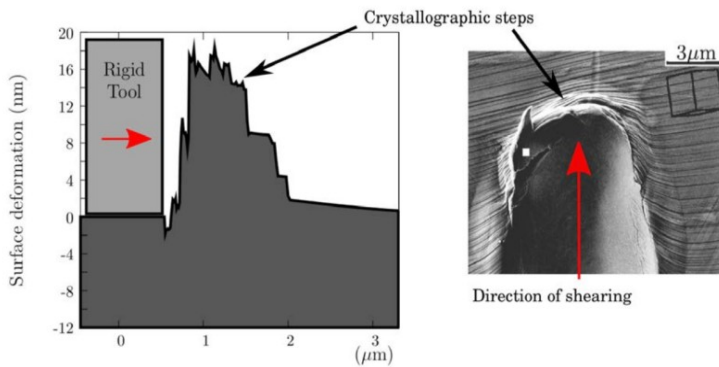 Crystallographic steps
20
16
12
8
4
0
-4
-8
-12
Surface deformation (nm)
Rigid
Tool
0
1
2
3
(μm)
3μm
Direction of shearing